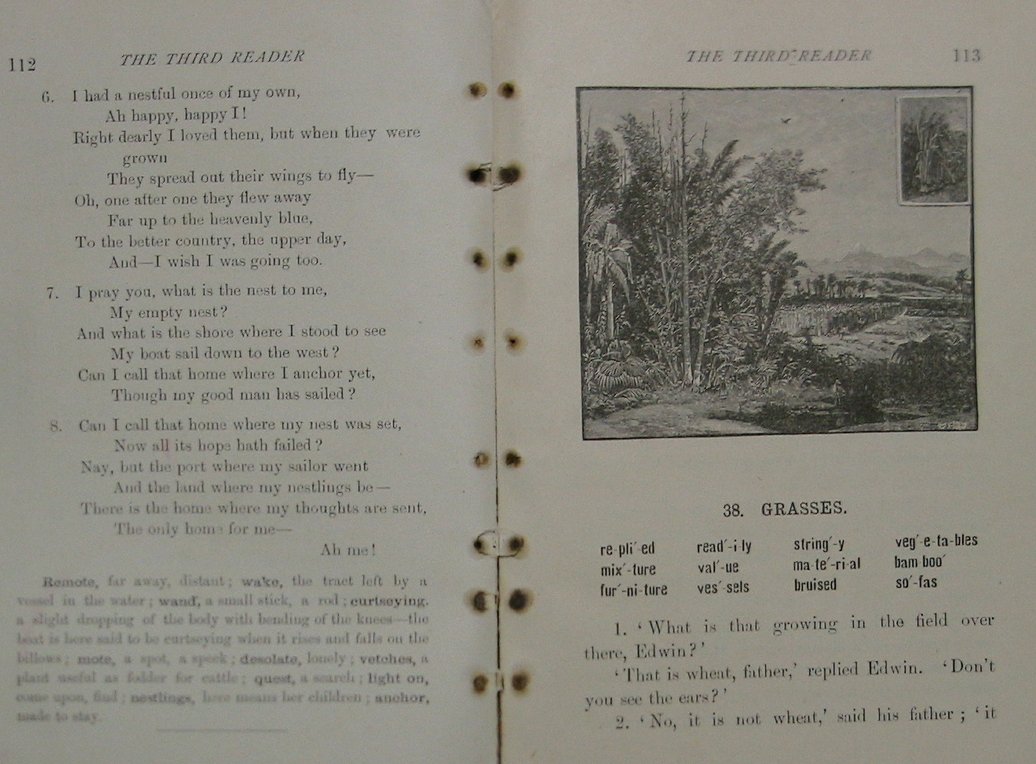 112 THE THIRD READER
6. I had a nestful once of my own,
Ah happy, happy I!
Right dearly I loved them, but when they were
grown
They spread out their wings to fly—
Oh, one after one they flew away
Far up to the heavenly blue,
To the better country, the upper day,
And—I wish I was going too.
7. I pray you, what is the nest to me,
My empty nest?
And what is the shore where I stood to see
My boat sail down to the west?
Can I call that home where I anchor yet,
Though my good man has sailed?
8. Can I call that home where my nest was set,
Now all its hope hath failed?
Nay, but the port where my sailor went
And the land where my nestlings be—
There is the home where my thoughts are sent,
The only home for me—
Ah me!
Remote, far away, distant; wake, the tract left by a
vessel in the water; wand, a small stick, a rod; curtseying.
a slight dropping of the body with bending of the knees—the
boat is here said to be curtseying when it rises and falls on the
billows; mote, a spot, a speck; desolate, lonely; vetches, a
plant useful as fodder for cattle; quest, a search; light on,
come upon, find; nestlings, here means her children; anchor,
made to stay.
THE THIRD READER 113
38. GRASSES.
re-pli´-ed read´-i-ly string´-y veg´-e-ta-bles
mix´-ture val´-ue ma-te´-ri-al bam-boo´
fur´-ni-ture ves´-sels bruised so´-fas
1. ‘What is that growing in the field over
there, Edwin?’
‘That is wheat, father,’ replied Edwin. ‘Don’t
you see the ears?’
2. ‘No, it is not wheat,’ said his father; ‘it